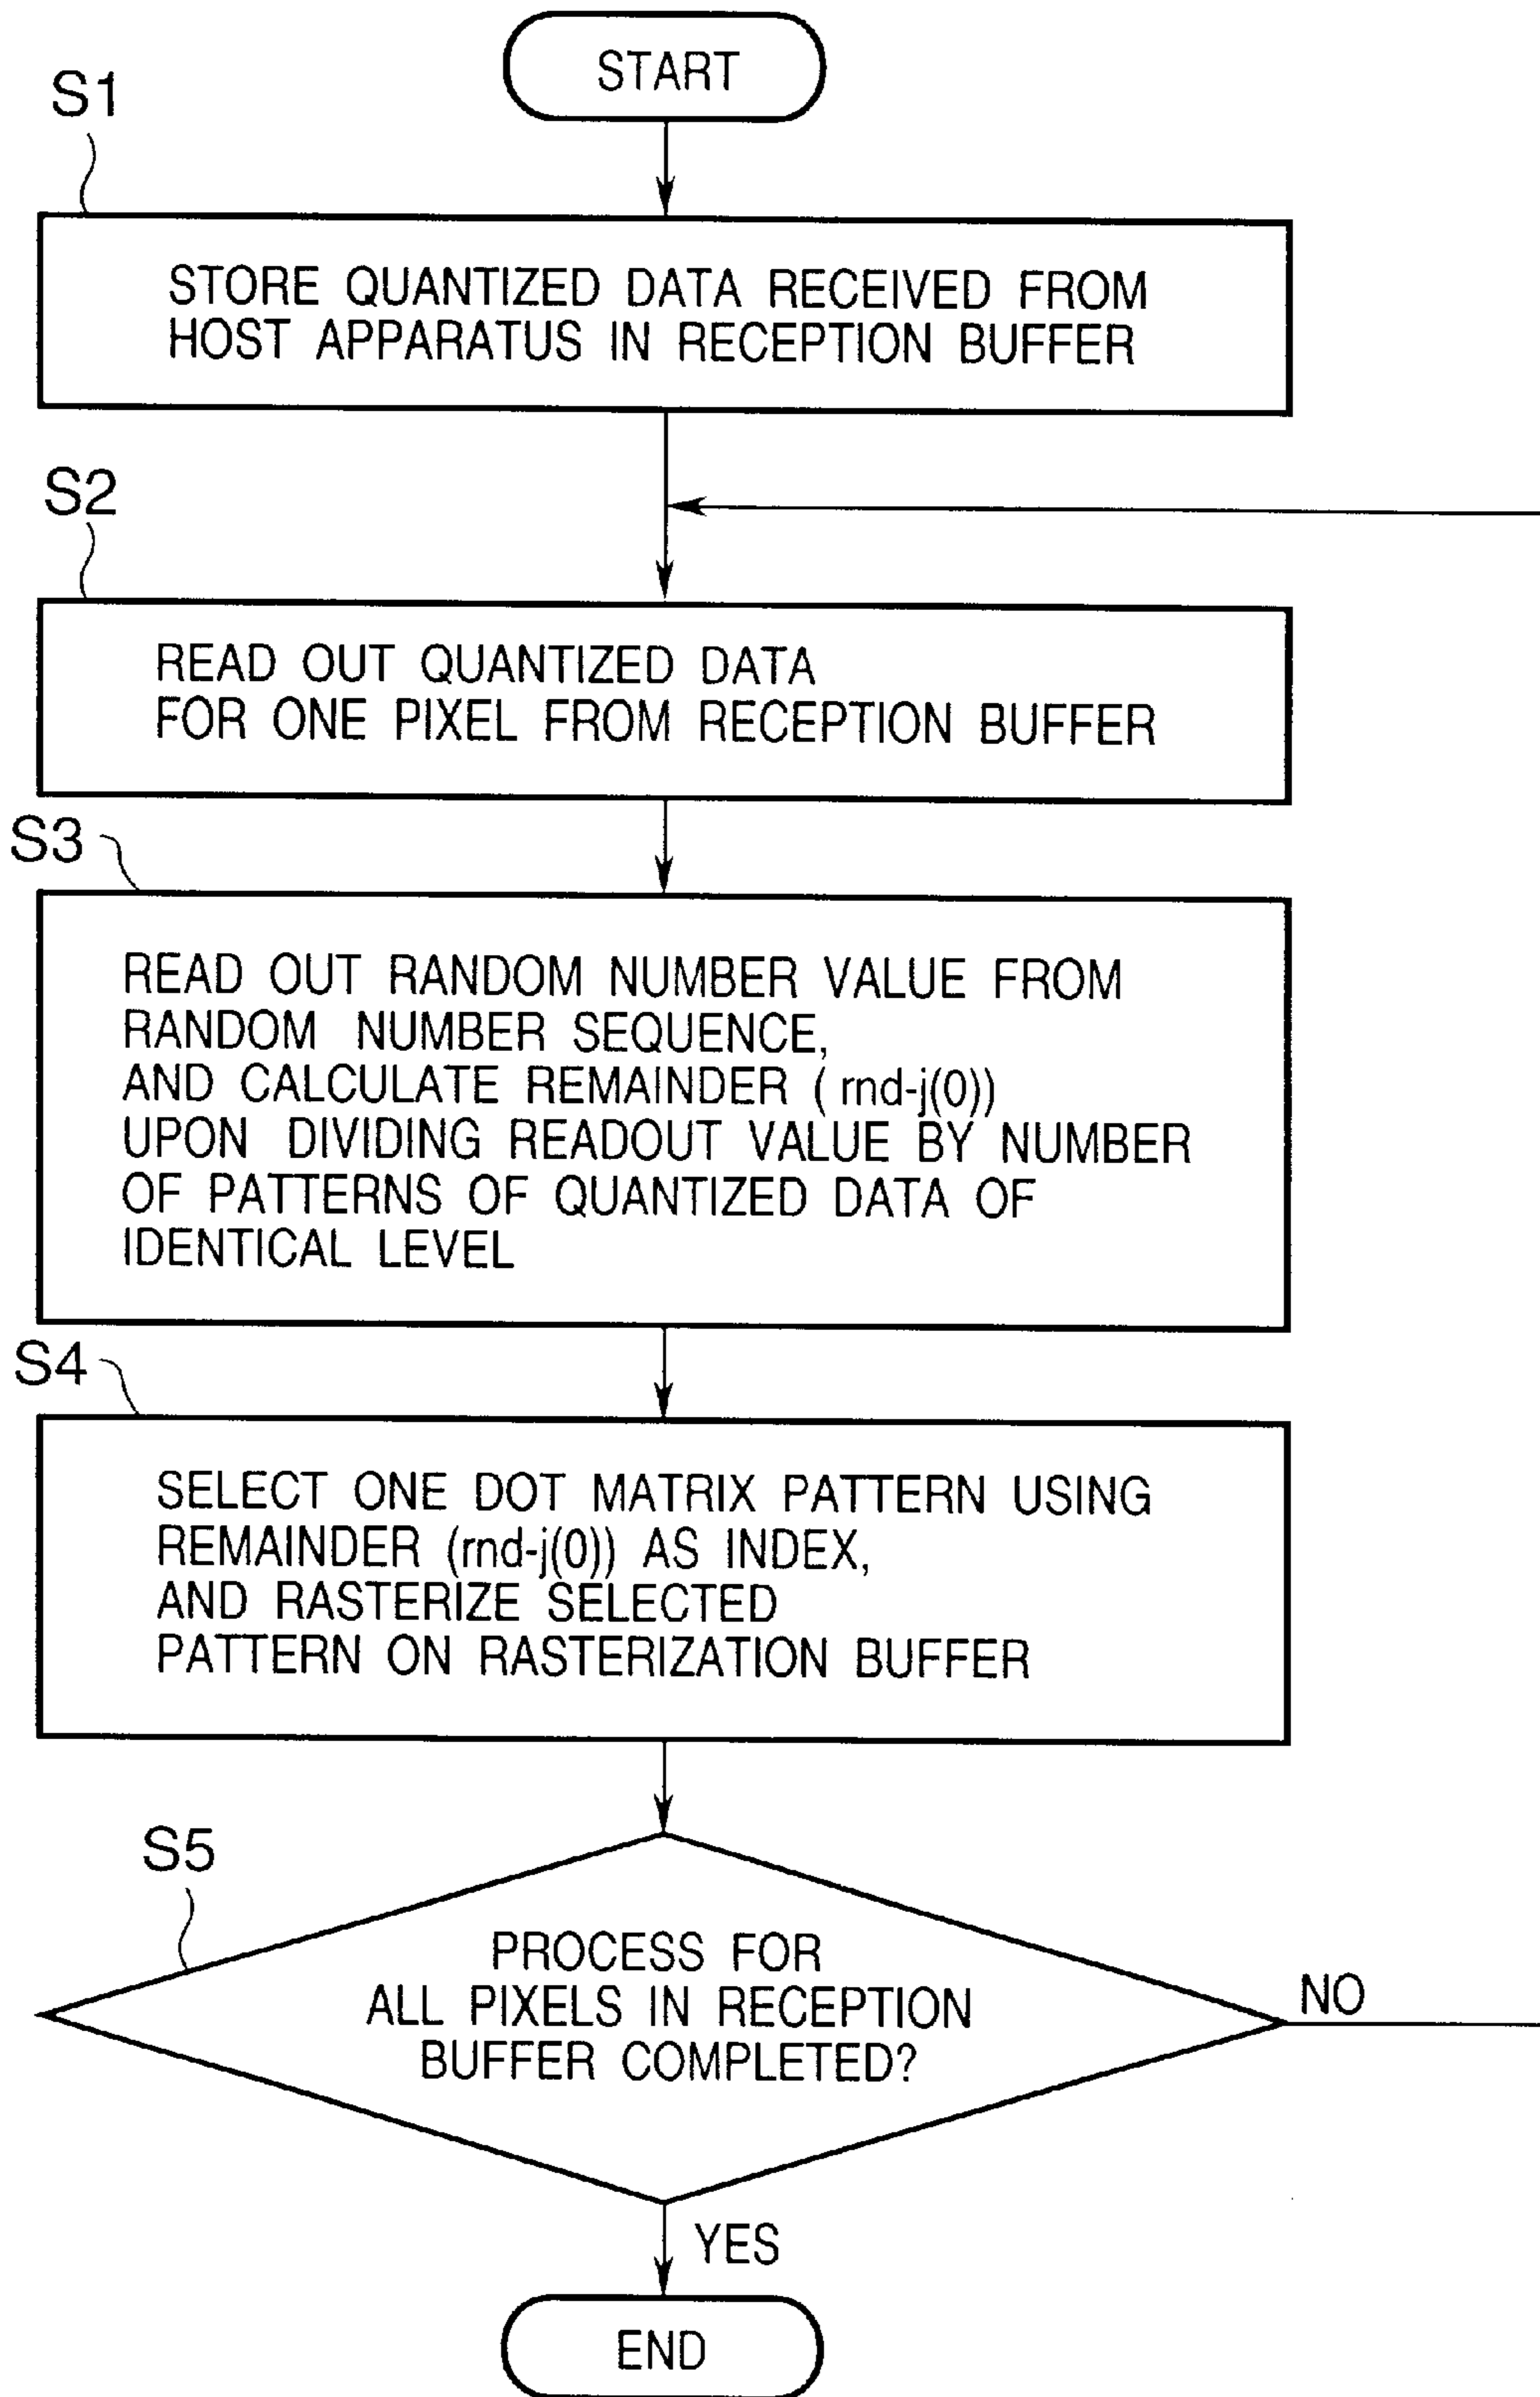 START
S1
STORE QUANTIZED DATA RECEIVED FROM
HOST APPARATUS IN RECEPTION BUFFER
S2
READ OUT QUANTIZED DATA
FOR ONE PIXEL FROM RECEPTION BUFFER
S3
READ OUT RANDOM NUMBER VALUE FROM
RANDOM NUMBER SEQUENCE,
AND CALCULATE REMAINDER (rnd-j(0))
UPON DIVIDING READOUT VALUE BY NUMBER
OF PATTERNS OF QUANTIZED DATA OF
IDENTICAL LEVEL
S4
SELECT ONE DOT MATRIX PATTERN USING
REMAINDER (rnd-j(0)) AS INDEX,
AND RASTERIZE SELECTED
PATTERN ON RASTERIZATION BUFFER
S5
PROCESS FOR
ALL PIXELS IN RECEPTION
BUFFER COMPLETED?
NO
YES
END